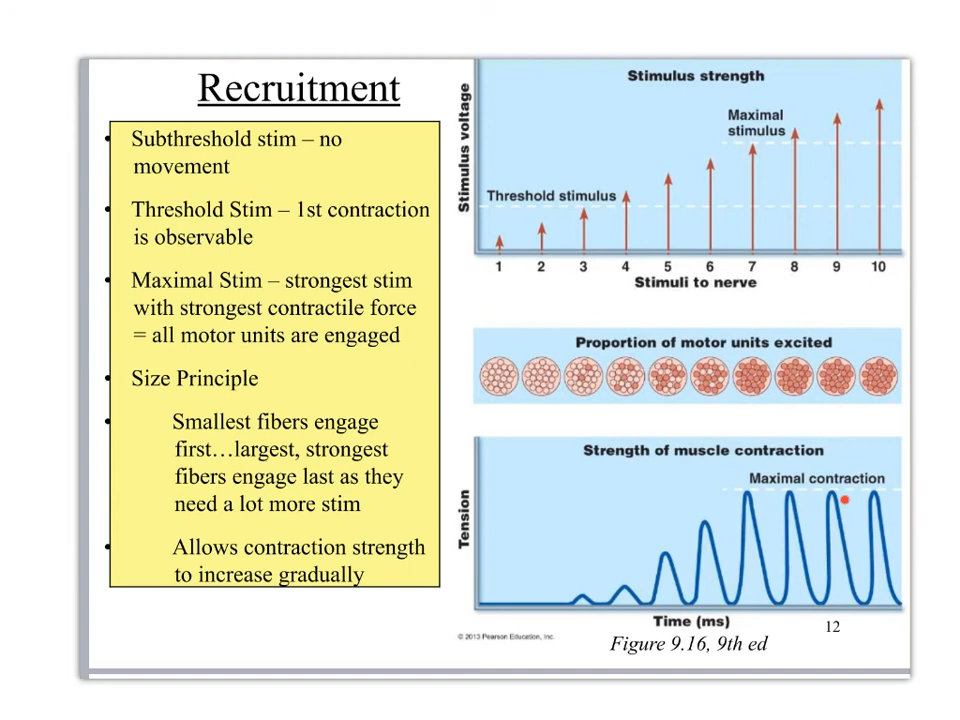 Recruitment
• Subthreshold stim – no
movement
• Threshold Stim – 1st contraction
is observable
• Maximal Stim – strongest stim
with strongest contractile force
= all motor units are engaged
• Size Principle
• Smallest fibers engage
first…largest, strongest
fibers engage last as they
need a lot more stim
• Allows contraction strength
to increase gradually
Stimulus strength
Stimulus voltage
Maximal
stimulus
Threshold stimulus
1 2 3 4 5 6 7 8 9 10
Stimuli to nerve
Proportion of motor units excited
Strength of muscle contraction
Maximal contraction
Tension
Time (ms)
© 2013 Pearson Education, Inc.
12
Figure 9.16, 9th ed